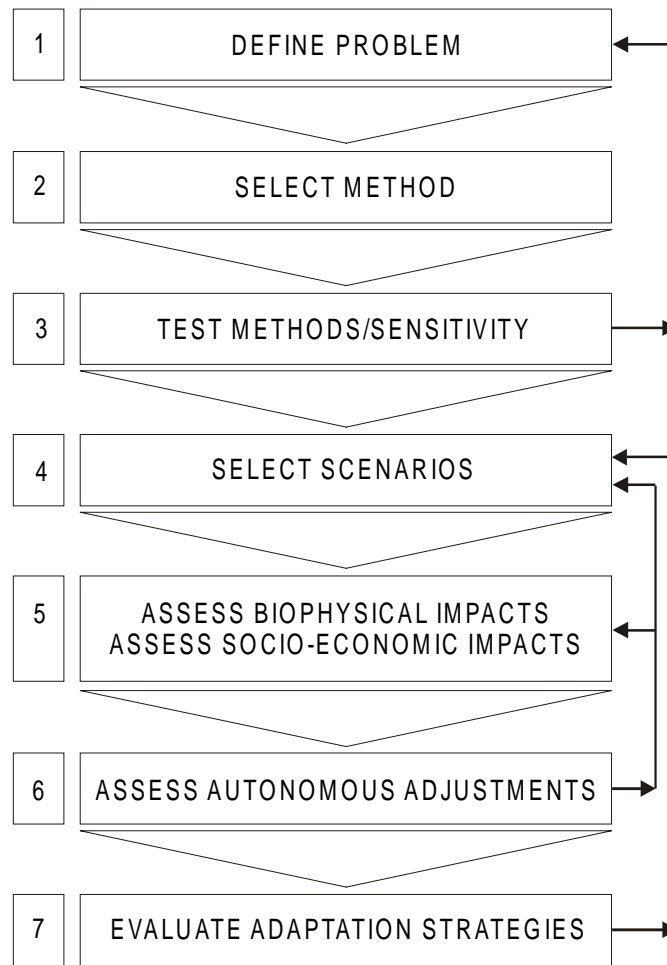 1
DEFINE PROBLEM
2
SELECT METHOD
3
TEST METHODS/SENSITIVITY
4
SELECT SCENARIOS
5
ASSESS BIOPHYSICAL IMPACTS
ASSESS SOCIO-ECONOMIC IMPACTS
6
ASSESS AUTONOMOUS ADJUSTMENTS
7
EVALUATE ADAPTATION STRATEGIES